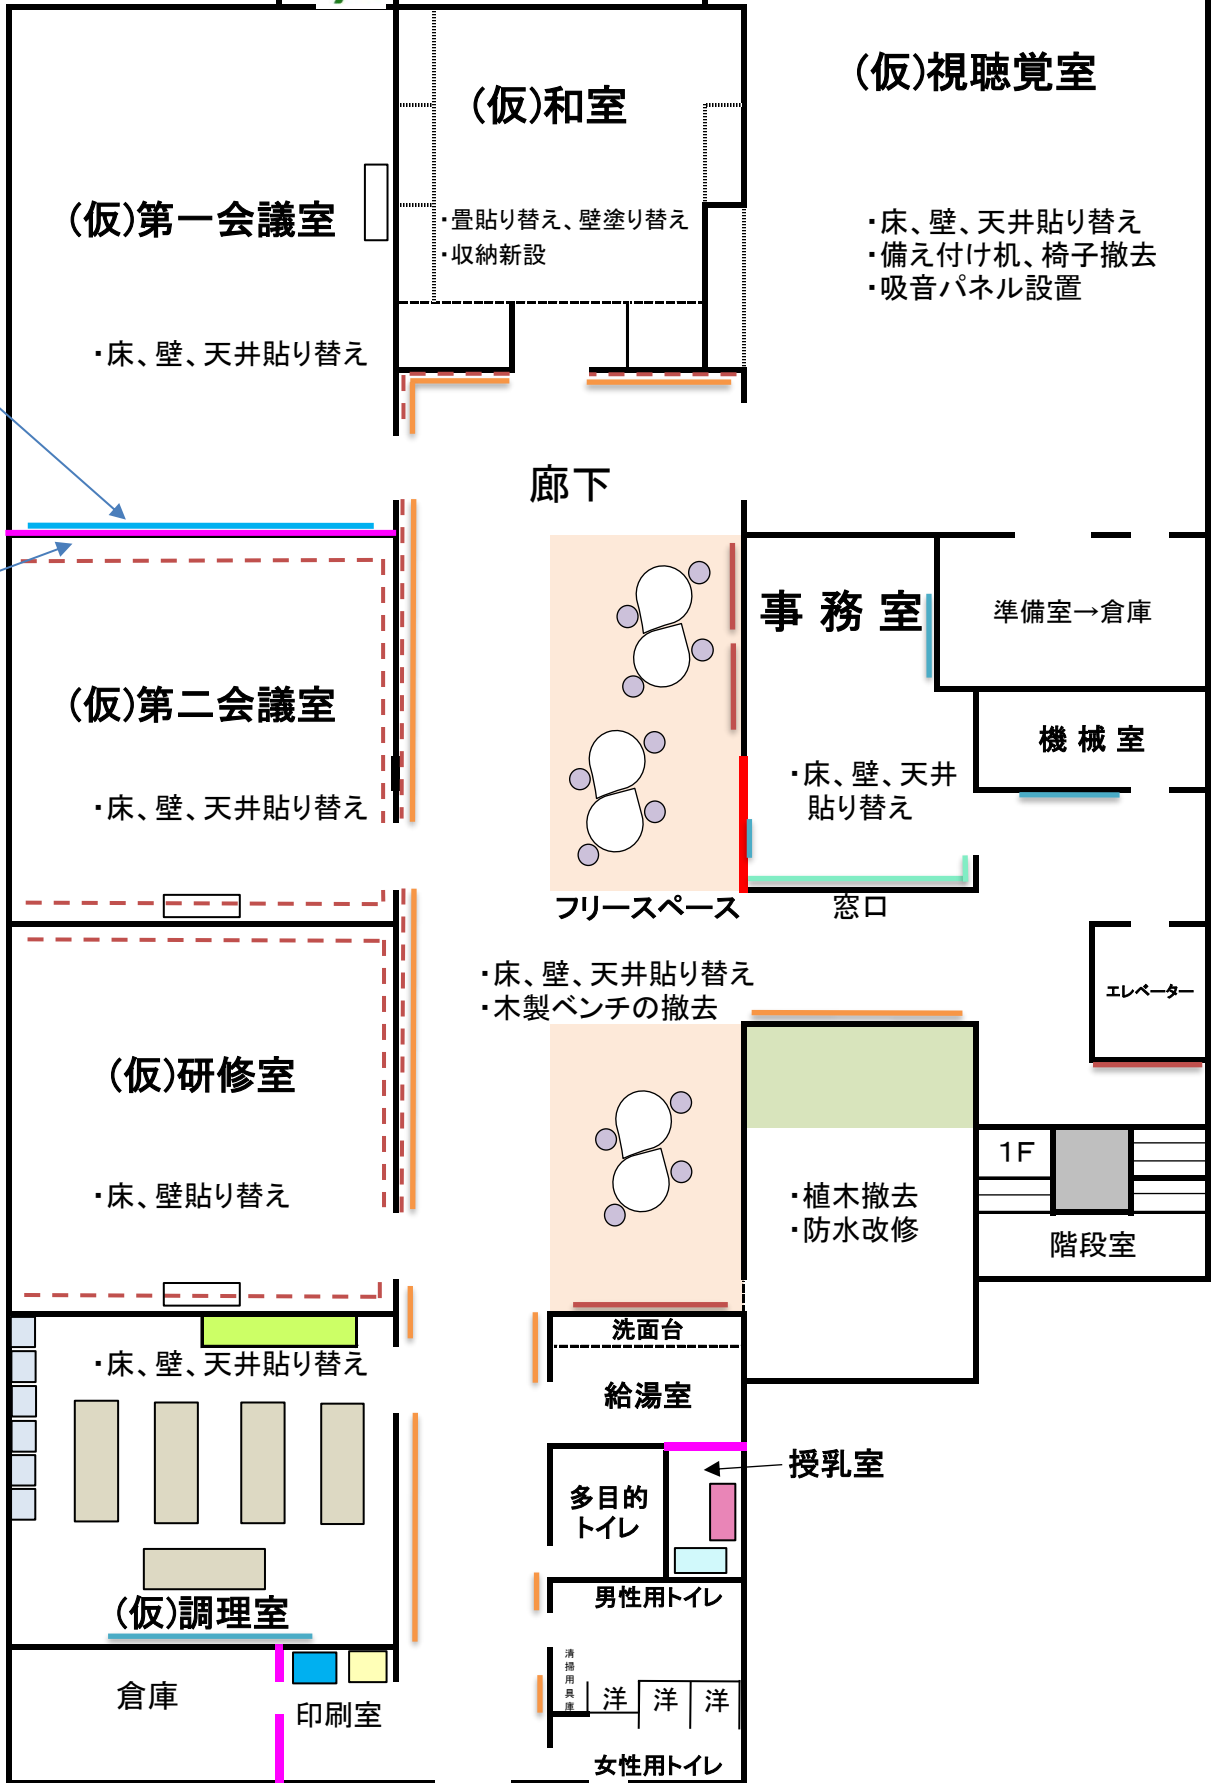 (仮)和室
(仮)視聴覚室
(仮)第一会議室
・畳貼り替え、壁塗り替え
・収納新設
・床、壁、天井貼り替え
・備え付け机、椅子撤去
・吸音パネル設置
・床、壁、天井貼り替え
廊下
事 務 室
準備室→倉庫
(仮)第二会議室
機 械 室
・床、壁、天井
貼り替え
・床、壁、天井貼り替え
フリースペース
窓口
・床、壁、天井貼り替え
・木製ベンチの撤去
エレベーター
(仮)研修室
1F
・床、壁貼り替え
・植木撤去
・防水改修
階段室
洗面台
・床、壁、天井貼り替え
給湯室
授乳室
多目的
トイレ
男性用トイレ
(仮)調理室
清掃用具庫
洋
洋
洋
倉庫
印刷室
女性用トイレ